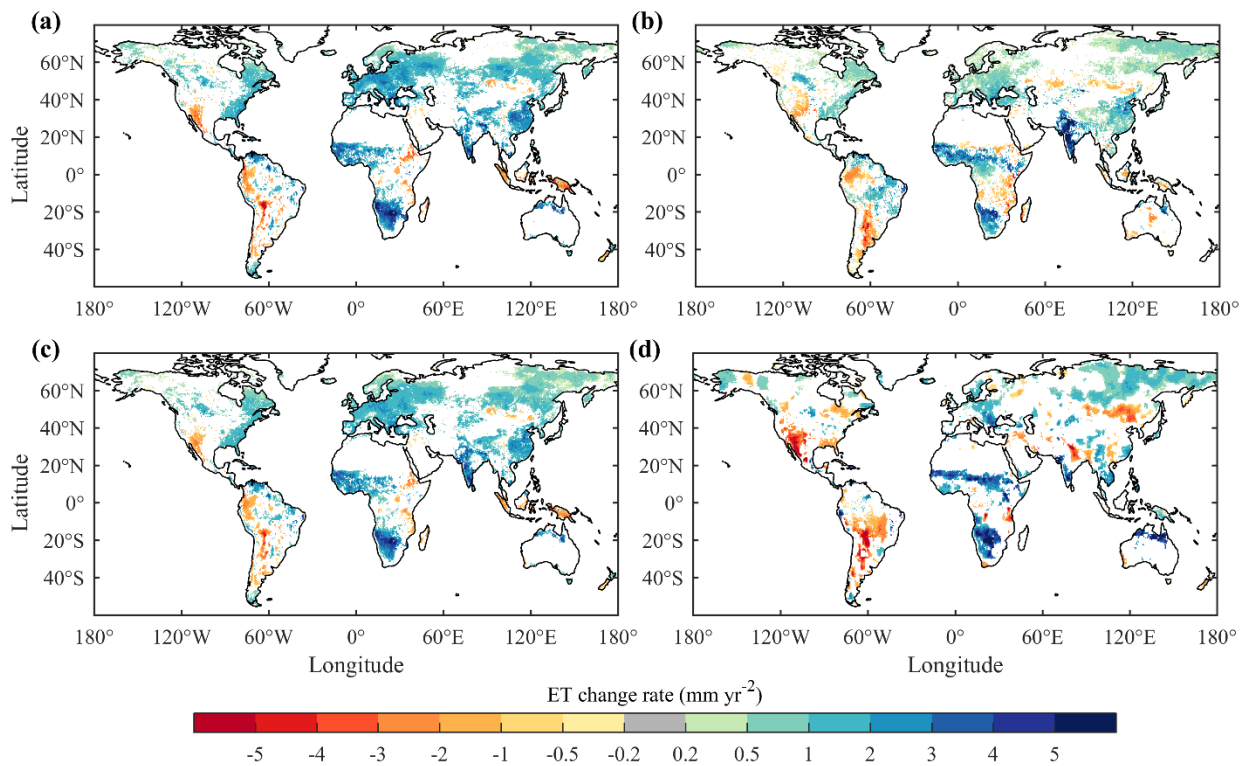 (a) (b)
60°N 60°N
40°N 40°N
20°N 20°N
Latitude
0° 0°
20°S 20°S
40°S 40°S
180° 120°W 60°W 0° 60°E 120°E 180° 180° 120°W 60°W 0° 60°E 120°E 180°
(c) (d)
60°N 60°N
40°N 40°N
20°N 20°N
Latitude
0° 0°
20°S 20°S
40°S 40°S
180° 120°W 60°W 0° 60°E 120°E 180° 180° 120°W 60°W 0° 60°E 120°E 180°
Longitude Longitude
ET change rate (mm yr⁻²)
-5 -4 -3 -2 -1 -0.5 -0.2 0.2 0.5 1 2 3 4 5